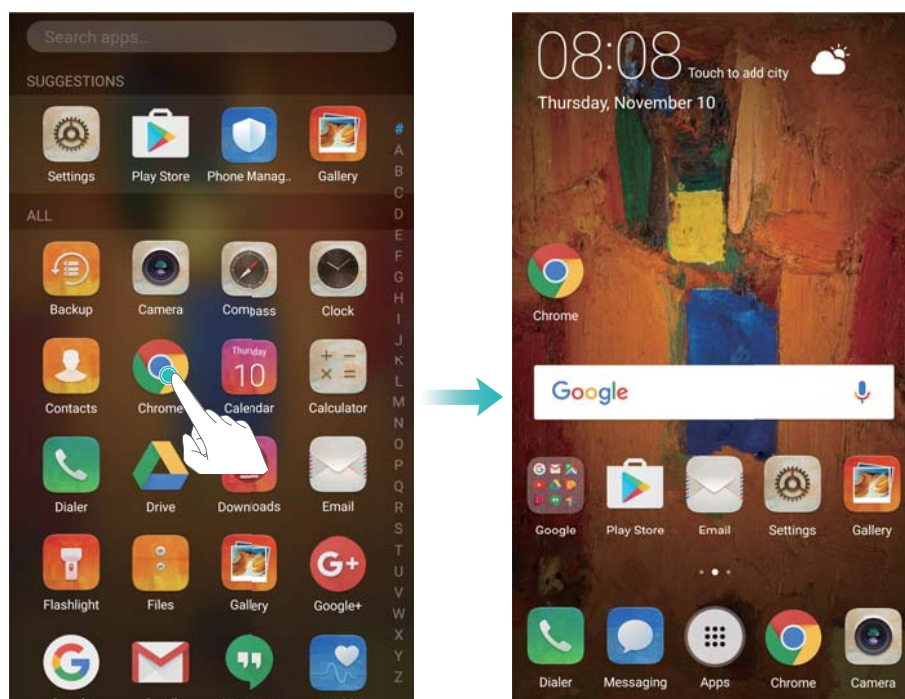 Search apps...
SUGGESTIONS
Settings Play Store Phone Manag.. Gallery
ALL
Backup Camera Compass Clock
Thursday
10
Contacts Chrome Calendar Calculator
Dialer Drive Downloads Email
G+
Flashlight Files Gallery Google+
G
#
A
B
C
D
E
F
G
H
I
J
K
L
M
N
O
P
Q
R
S
T
U
V
W
X
Y
Z
08:08 Touch to add city
Thursday, November 10
Chrome
Google
Google Play Store Email Settings Gallery
Dialer Messaging Apps Chrome Camera